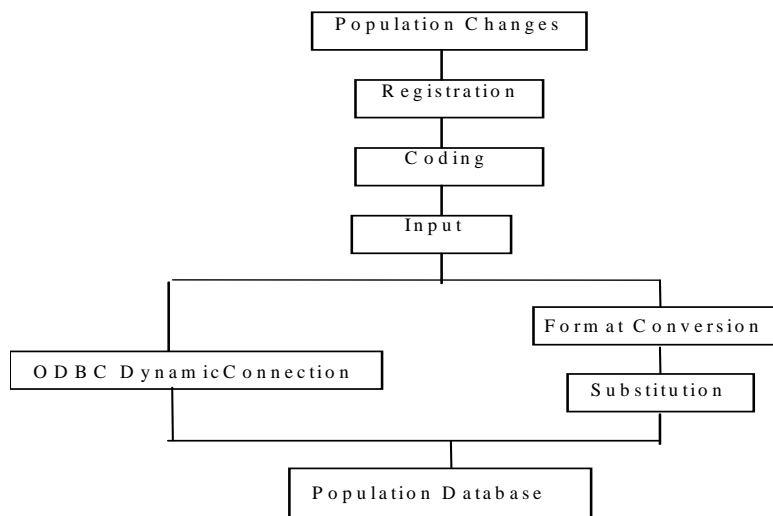 Population Changes
Registration
Coding
Input
Format Conversion
ODBC DynamicConnection
Substitution
Population Database